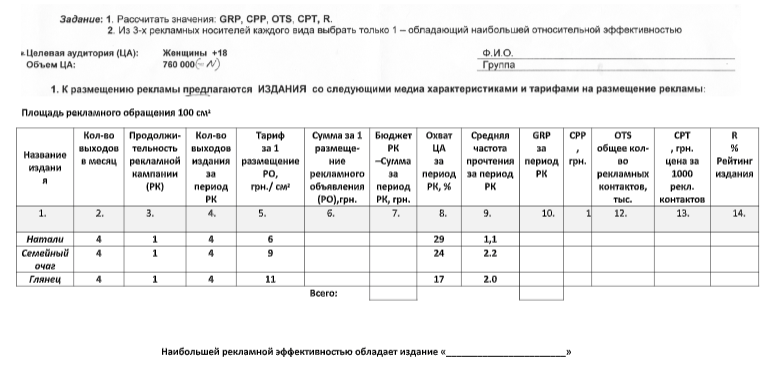 Задание: 1. Рассчитать значения: GRP, CPP, OTS, CPT, R.
2. Из 3-х рекламных носителей каждого вида выбрать только 1 – обладающий наибольшей относительной эффективностью
Целевая аудитория (ЦА): Женщины +18 Ф.И.О.
Объем ЦА: 760 000 (– N) Группа
1. К размещению рекламы предлагаются ИЗДАНИЯ со следующими медиа характеристиками и тарифами на размещение рекламы:
Площадь рекламного обращения 100 см²
Название издани я
Кол-во выходов в месяц
Продолжи-тельность рекламной кампании (РК)
Кол-во выходов издания за период РК
Тариф за 1 размещение РО, грн./ см²
Сумма за 1 размеще-ние рекламного объявления (РО),грн.
Бюджет РК –Сумма за период РК, грн.
Охват ЦА за период РК, %
Средняя частота прочтения за период РК
GRP за период РК
CPP , грн.
OTS общее кол-во рекламных контактов, тыс.
CPT , грн. цена за 1000 рекл. контактов
R % Рейтинг издания
1. 2. 3. 4. 5. 6. 7. 8. 9. 10. 1 12. 13. 14.
Натали 4 1 4 6 29 1,1
Семейный очаг 4 1 4 9 24 2.2
Глянец 4 1 4 11 17 2.0
Всего:
Наибольшей рекламной эффективностью обладает издание «________________________»